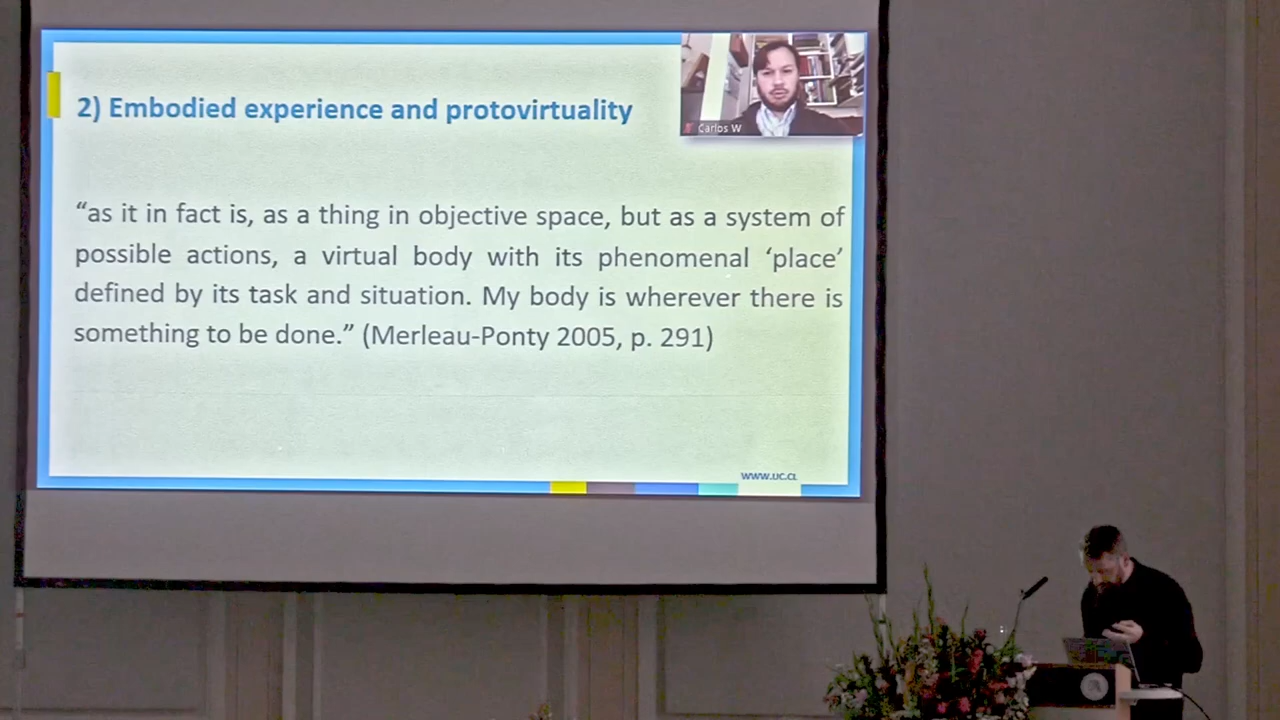 2) Embodied experience and protovirtuality
Carlos W
“as it in fact is, as a thing in objective space, but as a system of
possible actions, a virtual body with its phenomenal ‘place’
defined by its task and situation. My body is wherever there is
something to be done.” (Merleau-Ponty 2005, p. 291)
WWW.UC.CL